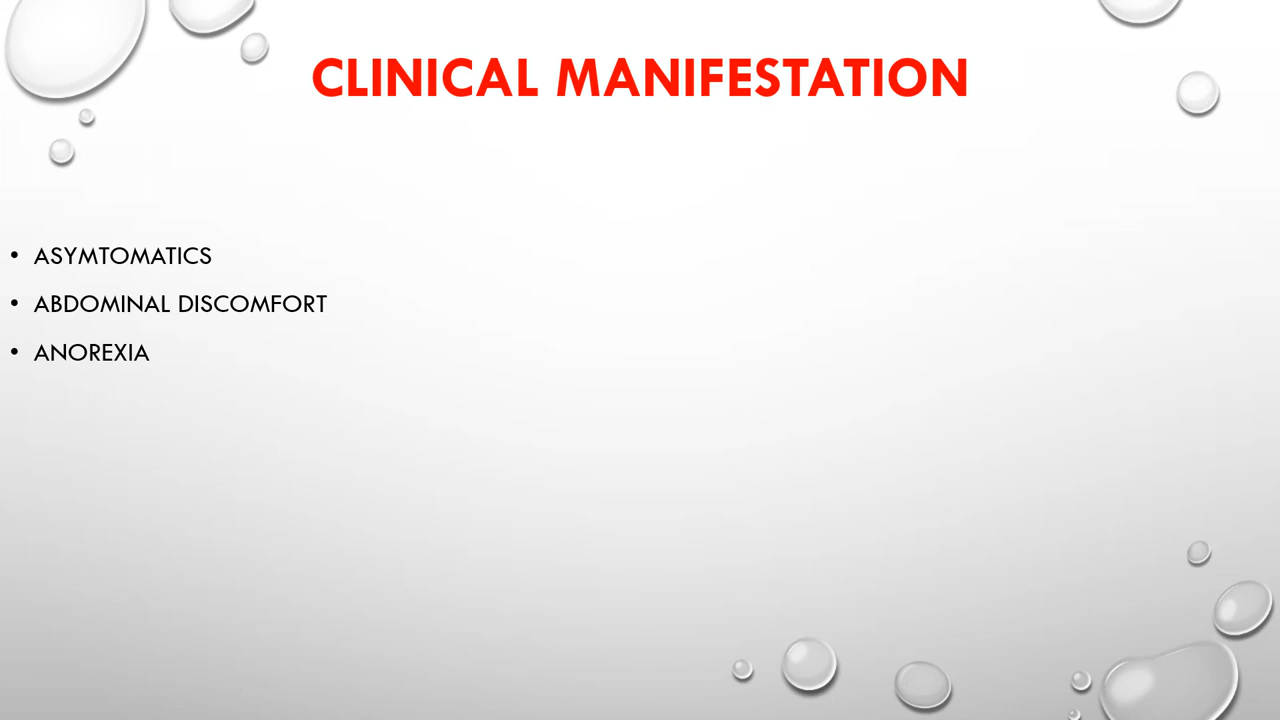 CLINICAL MANIFESTATION
• ASYMTOMATICS
• ABDOMINAL DISCOMFORT
• ANOREXIA